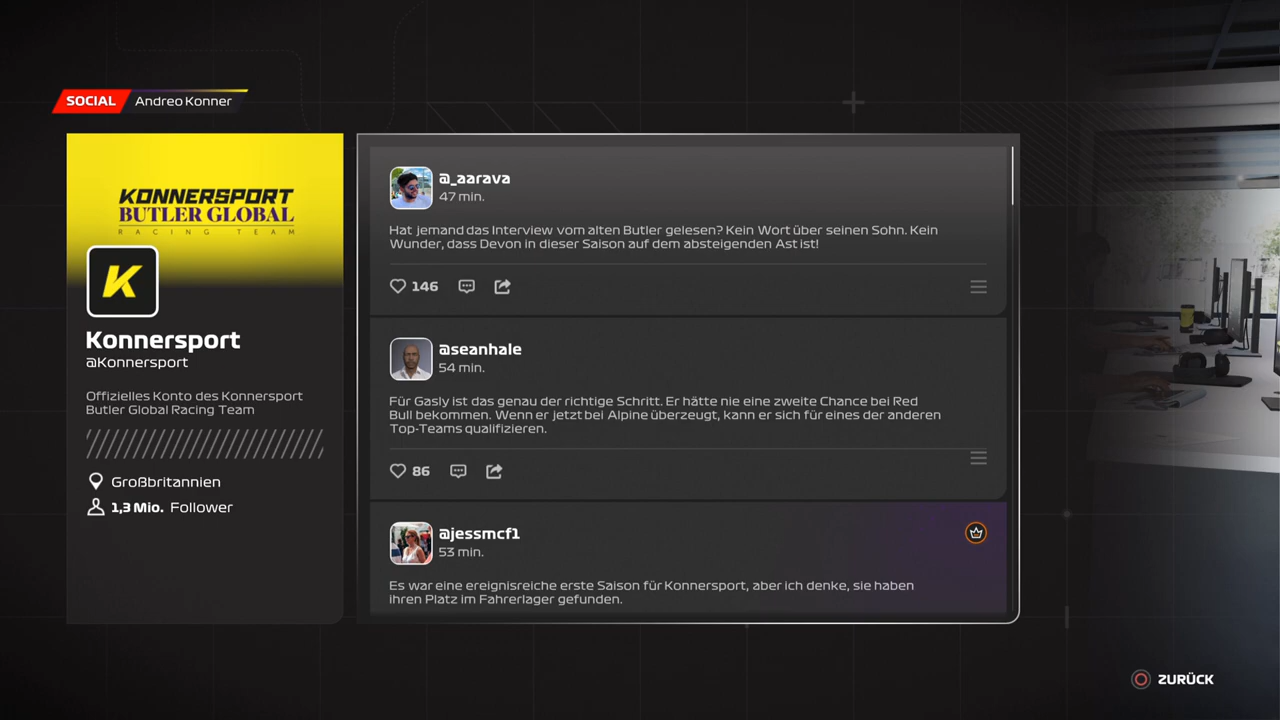 SOCIAL Andreo Konner
KONNERSPORT
BUTLER GLOBAL
RACING TEAM
K
Konnersport
@Konnersport
Offizielles Konto des Konnersport
Butler Global Racing Team
Großbritannien
1,3 Mio. Follower
@_aarava
47 min.
Hat jemand das Interview vom alten Butler gelesen? Kein Wort über seinen Sohn. Kein
Wunder, dass Devon in dieser Saison auf dem absteigenden Ast ist!
146
@seanhale
54 min.
Für Gasly ist das genau der richtige Schritt. Er hätte nie eine zweite Chance bei Red
Bull bekommen. Wenn er jetzt bei Alpine überzeugt, kann er sich für eines der anderen
Top-Teams qualifizieren.
86
@jessmcf1
53 min.
Es war eine ereignisreiche erste Saison für Konnersport, aber ich denke, sie haben
ihren Platz im Fahrerlager gefunden.
ZURÜCK